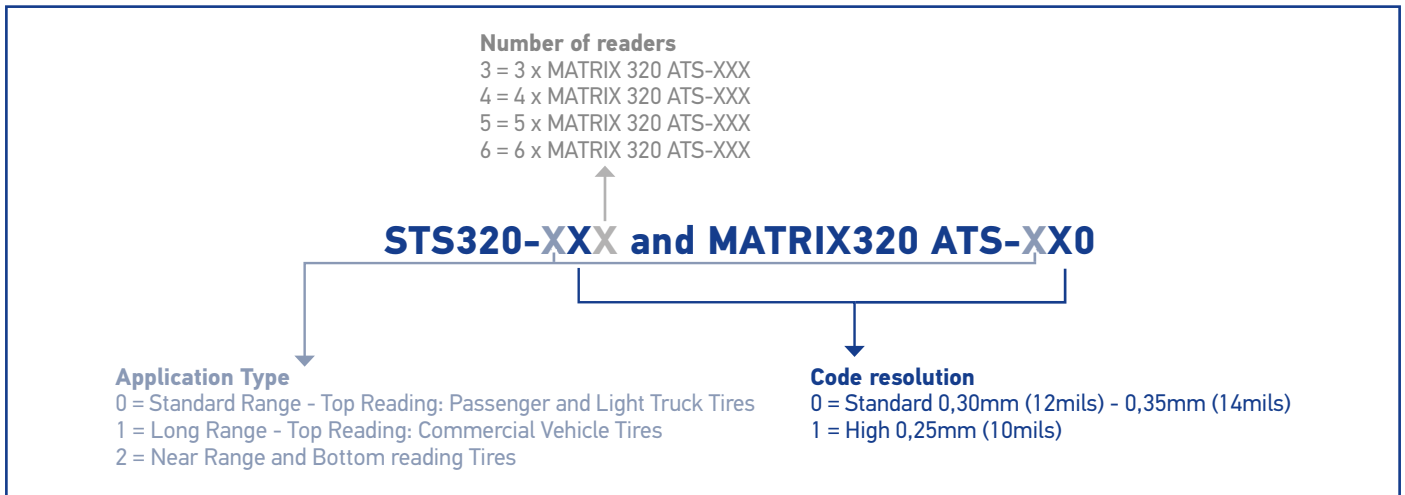 Number of readers
3 = 3 x MATRIX 320 ATS-XXX
4 = 4 x MATRIX 320 ATS-XXX
5 = 5 x MATRIX 320 ATS-XXX
6 = 6 x MATRIX 320 ATS-XXX
STS320-XXX and MATRIX320 ATS-XX0
Application Type
0 = Standard Range - Top Reading: Passenger and Light Truck Tires
1 = Long Range - Top Reading: Commercial Vehicle Tires
2 = Near Range and Bottom reading Tires
Code resolution
0 = Standard 0,30mm (12mils) - 0,35mm (14mils)
1 = High 0,25mm (10mils)